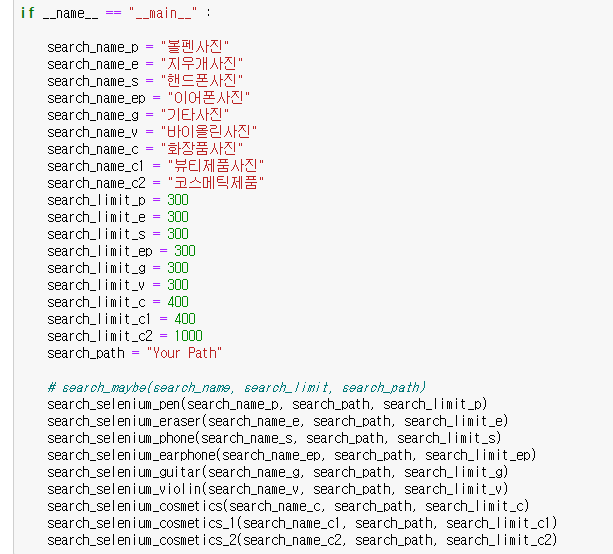 if __name__ == "__main__" :
search_name_p = "볼펜사진"
search_name_e = "지우개사진"
search_name_s = "핸드폰사진"
search_name_ep = "이어폰사진"
search_name_g = "기타사진"
search_name_v = "바이올린사진"
search_name_c = "화장품사진"
search_name_c1 = "뷰티제품사진"
search_name_c2 = "코스메틱제품"
search_limit_p = 300
search_limit_e = 300
search_limit_s = 300
search_limit_ep = 300
search_limit_g = 300
search_limit_v = 300
search_limit_c = 400
search_limit_c1 = 400
search_limit_c2 = 1000
search_path = "Your Path"
# search_maybe(search_name, search_limit, search_path)
search_selenium_pen(search_name_p, search_path, search_limit_p)
search_selenium_eraser(search_name_e, search_path, search_limit_e)
search_selenium_phone(search_name_s, search_path, search_limit_s)
search_selenium_earphone(search_name_ep, search_path, search_limit_ep)
search_selenium_guitar(search_name_g, search_path, search_limit_g)
search_selenium_violin(search_name_v, search_path, search_limit_v)
search_selenium_cosmetics(search_name_c, search_path, search_limit_c)
search_selenium_cosmetics_1(search_name_c1, search_path, search_limit_c1)
search_selenium_cosmetics_2(search_name_c2, search_path, search_limit_c2)